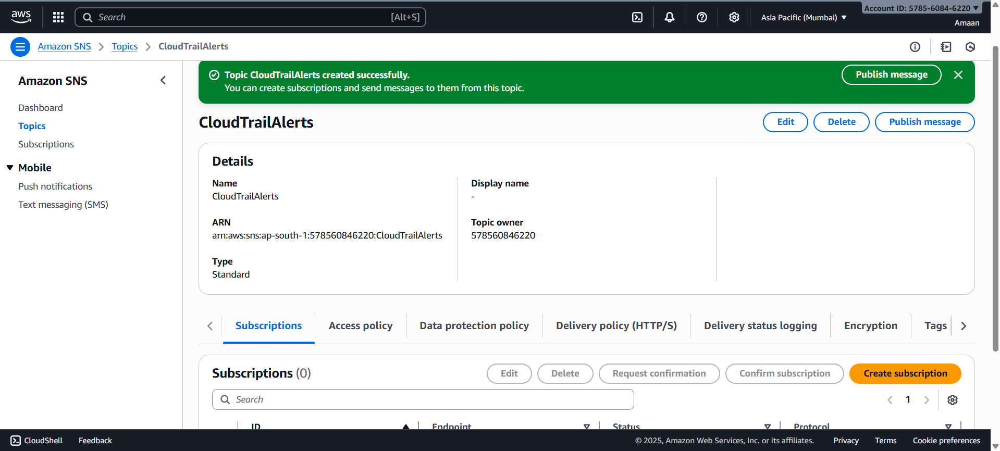 aws
Search
[Alt+S]
Asia Pacific (Mumbai)
Account ID: 5785-6084-6220
Amaan
Amazon SNS
Topics
CloudTrailAlerts
Amazon SNS
Dashboard
Topics
Subscriptions
Mobile
Push notifications
Text messaging (SMS)
Topic CloudTrailAlerts created successfully.
You can create subscriptions and send messages to them from this topic.
Publish message
CloudTrailAlerts
Edit
Delete
Publish message
Details
Name
CloudTrailAlerts
ARN
arn:aws:sns:ap-south-1:578560846220:CloudTrailAlerts
Type
Standard
Display name
-
Topic owner
578560846220
Subscriptions
Access policy
Data protection policy
Delivery policy (HTTP/S)
Delivery status logging
Encryption
Tags
Subscriptions (0)
Edit
Delete
Request confirmation
Confirm subscription
Create subscription
Search
1
ID
Endpoint
Status
Protocol
CloudShell
Feedback
© 2025, Amazon Web Services, Inc. or its affiliates.
Privacy
Terms
Cookie preferences